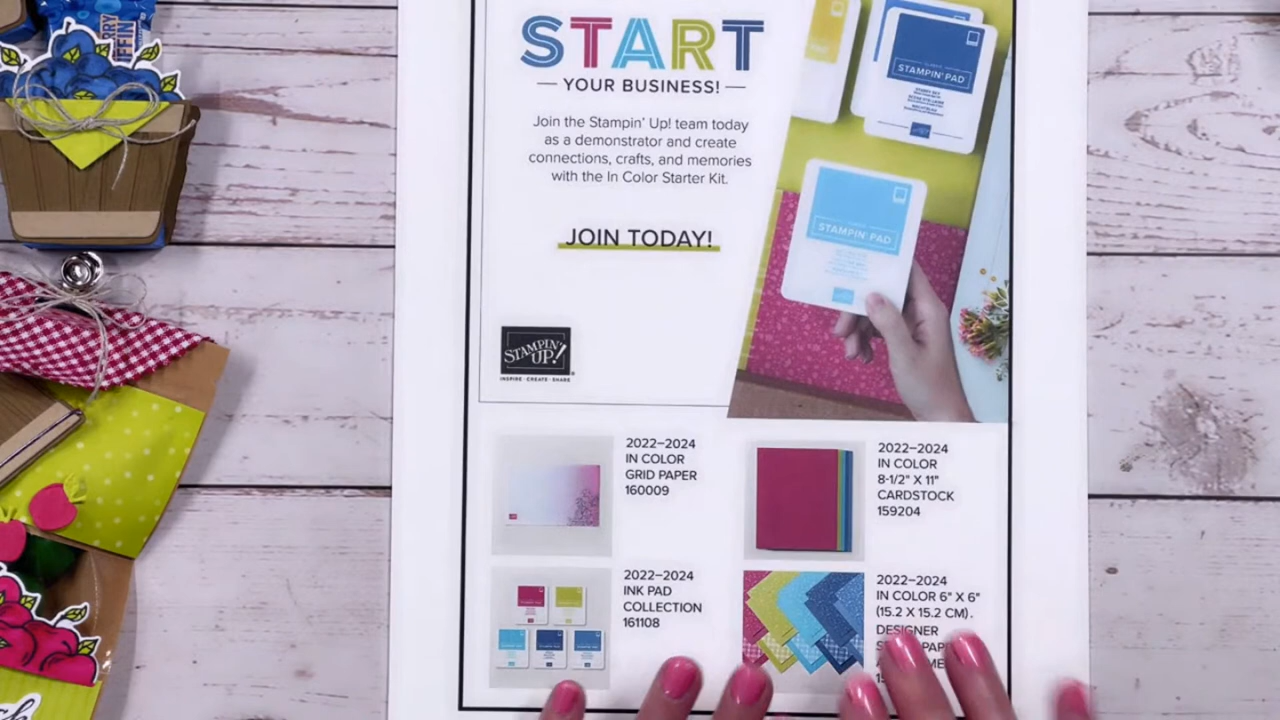 START
YOUR BUSINESS!
Join the Stampin' Up! team today
as a demonstrator and create
connections, crafts, and memories
with the In Color Starter Kit.
JOIN TODAY!
STAMPIN' UP!
INSPIRE · CREATE · SHARE
STAMPIN' PAD
STAMPIN' PAD
2022–2024
IN COLOR
GRID PAPER
160009
2022–2024
IN COLOR
8-1/2" X 11"
CARDSTOCK
159204
2022–2024
INK PAD
COLLECTION
161108
2022–2024
IN COLOR 6" X 6"
(15.2 X 15.2 CM)
DESIGNER